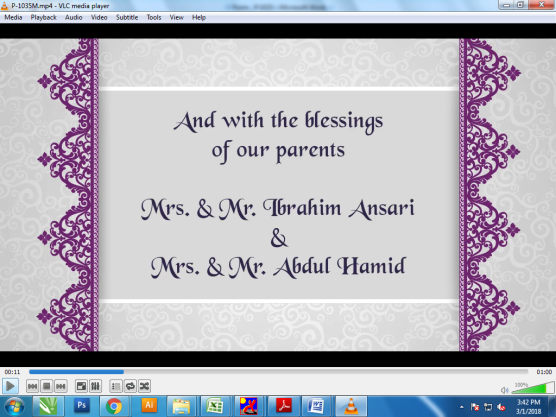 P-1035M.mp4 - VLC media player
Media Playback Audio Video Subtitle Tools View Help
And with the blessings
of our parents
Mrs. & Mr. Ibrahim Ansari
&
Mrs. & Mr. Abdul Hamid
00:11
01:00
100%
Ps
Ai
3:42 PM
3/1/2018